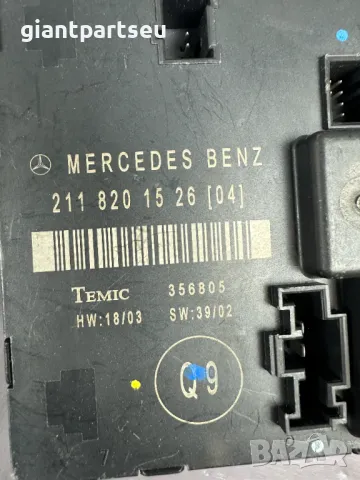 giantpartseu
MERCEDES BENZ
211 820 15 26 [04]
TEMIC 356805
HW:18/03 SW:39/02
Q9
BAZAR